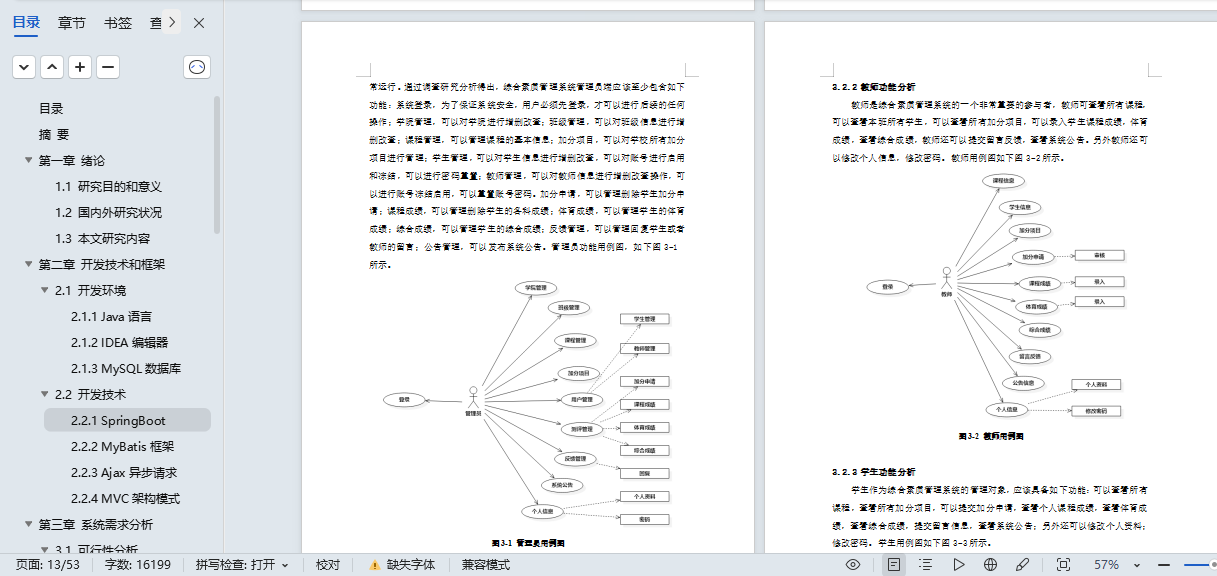 目录 章节 书签 查
目录
摘 要
第一章 绪论
1.1 研究目的和意义
1.2 国内外研究状况
1.3 本文研究内容
第二章 开发技术和框架
2.1 开发环境
2.1.1 Java 语言
2.1.2 IDEA 编辑器
2.1.3 MySQL 数据库
2.2 开发技术
2.2.1 SpringBoot
2.2.2 MyBatis 框架
2.2.3 Ajax 异步请求
2.2.4 MVC 架构模式
第三章 系统需求分析
3.1 可行性分析
常运行。通过调查研究分析得出，综合素质管理系统管理员端应该至少包含如下
功能：系统登录，为了保证系统安全，用户必须先登录，才可以进行后续的任何
操作；学院管理，可以对学院进行增删改查；班级管理，可以对班级信息进行增
删改查；课程管理，可以管理课程的基本信息；加分项目，可以对学校所有加分
项目进行管理；学生管理，可以对学生信息进行增删改查，可以对账号进行启用
和冻结，可以进行密码重置；教师管理，可以对教师信息进行增删改查操作，可
以进行账号冻结启用，可以重置账号密码。加分申请，可以管理删除学生加分申
请；课程成绩，可以管理删除学生的各科成绩；体育成绩，可以管理学生的体育
成绩；综合成绩，可以管理学生的综合成绩；反馈管理，可以管理回复学生或者
教师的留言；公告管理，可以发布系统公告。管理员功能用例图，如下图 3-1
所示。
学院管理
班级管理
学生管理
课程管理
教师管理
加分项目
加分申请
登录
管理员
用户管理
课程成绩
测评管理
体育成绩
综合成绩
反馈管理
回复
系统公告
个人资料
个人信息
密码
图3-1 管理员用例图
3.2.2 教师功能分析
教师是综合素质管理系统的一个非常重要的参与者，教师可查看所有课程，
可以查看本班所有学生，可以查看所有加分项目，可以录入学生课程成绩，体育
成绩，查看综合成绩，教师还可以提交留言反馈，查看系统公告。另外教师还可
以修改个人信息，修改密码。教师用例图如下图 3-2所示。
课程信息
学生信息
加分项目
加分申请
审核
登录
教师
课程成绩
录入
体育成绩
录入
综合成绩
留言反馈
公告信息
个人资料
个人信息
修改密码
图3-2 教师用例图
3.2.3 学生功能分析
学生作为综合素质管理系统的管理对象，应该具备如下功能：可以查看所有
课程，查看所有加分项目，可以提交加分申请，查看个人课程成绩，查看体育成
绩，查看综合成绩，提交留言信息，查看系统公告；另外还可以修改个人资料；
修改密码。学生用例图如下图 3-3所示。
页面: 13/53 字数: 16199 拼写检查: 打开 校对 缺失字体 兼容模式 57%